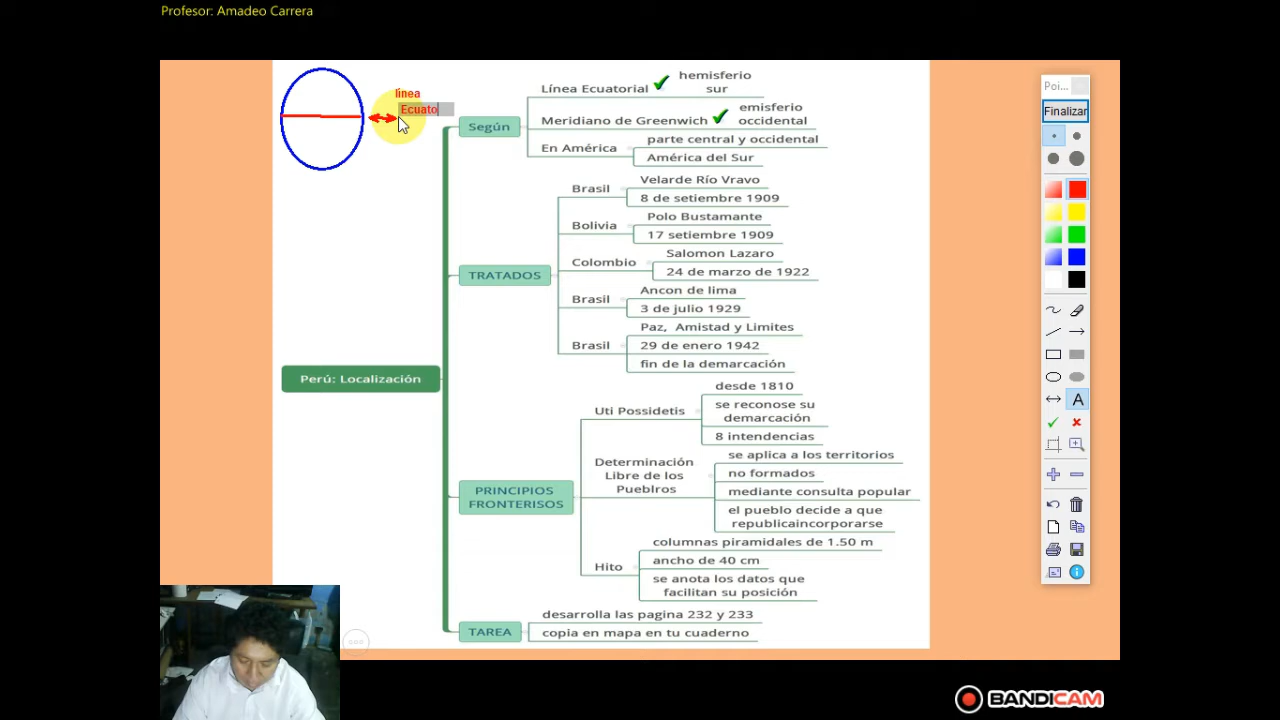 Profesor: Amadeo Carrera
línea
Ecuato
Perú: Localización
Según
Línea Ecuatorial
hemisferio
sur
Meridiano de Greenwich
emisferio
occidental
En América
parte central y occidental
América del Sur
TRATADOS
Brasil
Velarde Río Vravo
8 de setiembre 1909
Bolivia
Polo Bustamante
17 setiembre 1909
Colombio
Salomon Lazaro
24 de marzo de 1922
Brasil
Ancon de lima
3 de julio 1929
Brasil
Paz, Amistad y Limites
29 de enero 1942
fin de la demarcación
PRINCIPIOS
FRONTERISOS
Uti Possidetis
desde 1810
se reconose su
demarcación
8 intendencias
Determinación
Libre de los
Pueblros
se aplica a los territorios
no formados
mediante consulta popular
el pueblo decide a que
republicaincorporarse
Hito
columnas piramidales de 1.50 m
ancho de 40 cm
se anota los datos que
facilitan su posición
TAREA
desarrolla las pagina 232 y 233
copia en mapa en tu cuaderno
Poi...
Finalizar
A
BANDICAM